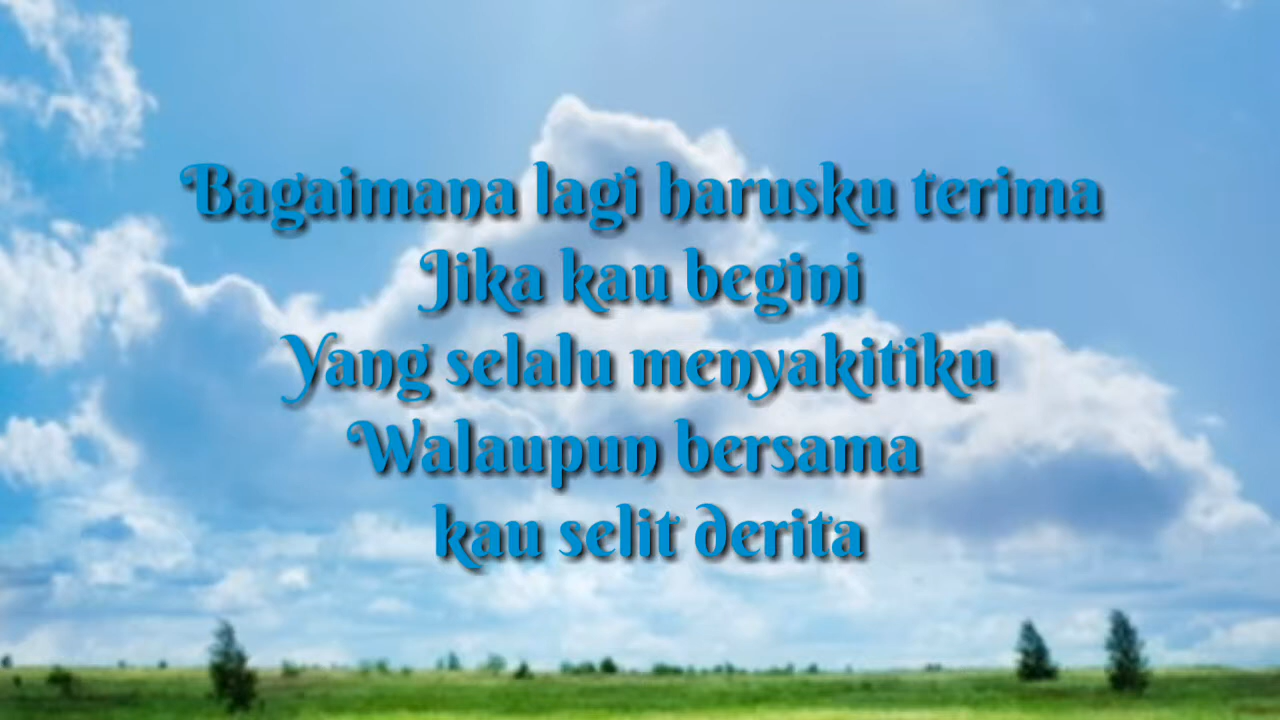 Bagaimana lagi harusku terima
Jika kau begini
Yang selalu menyakitiku
Walaupun bersama
kau selit derita